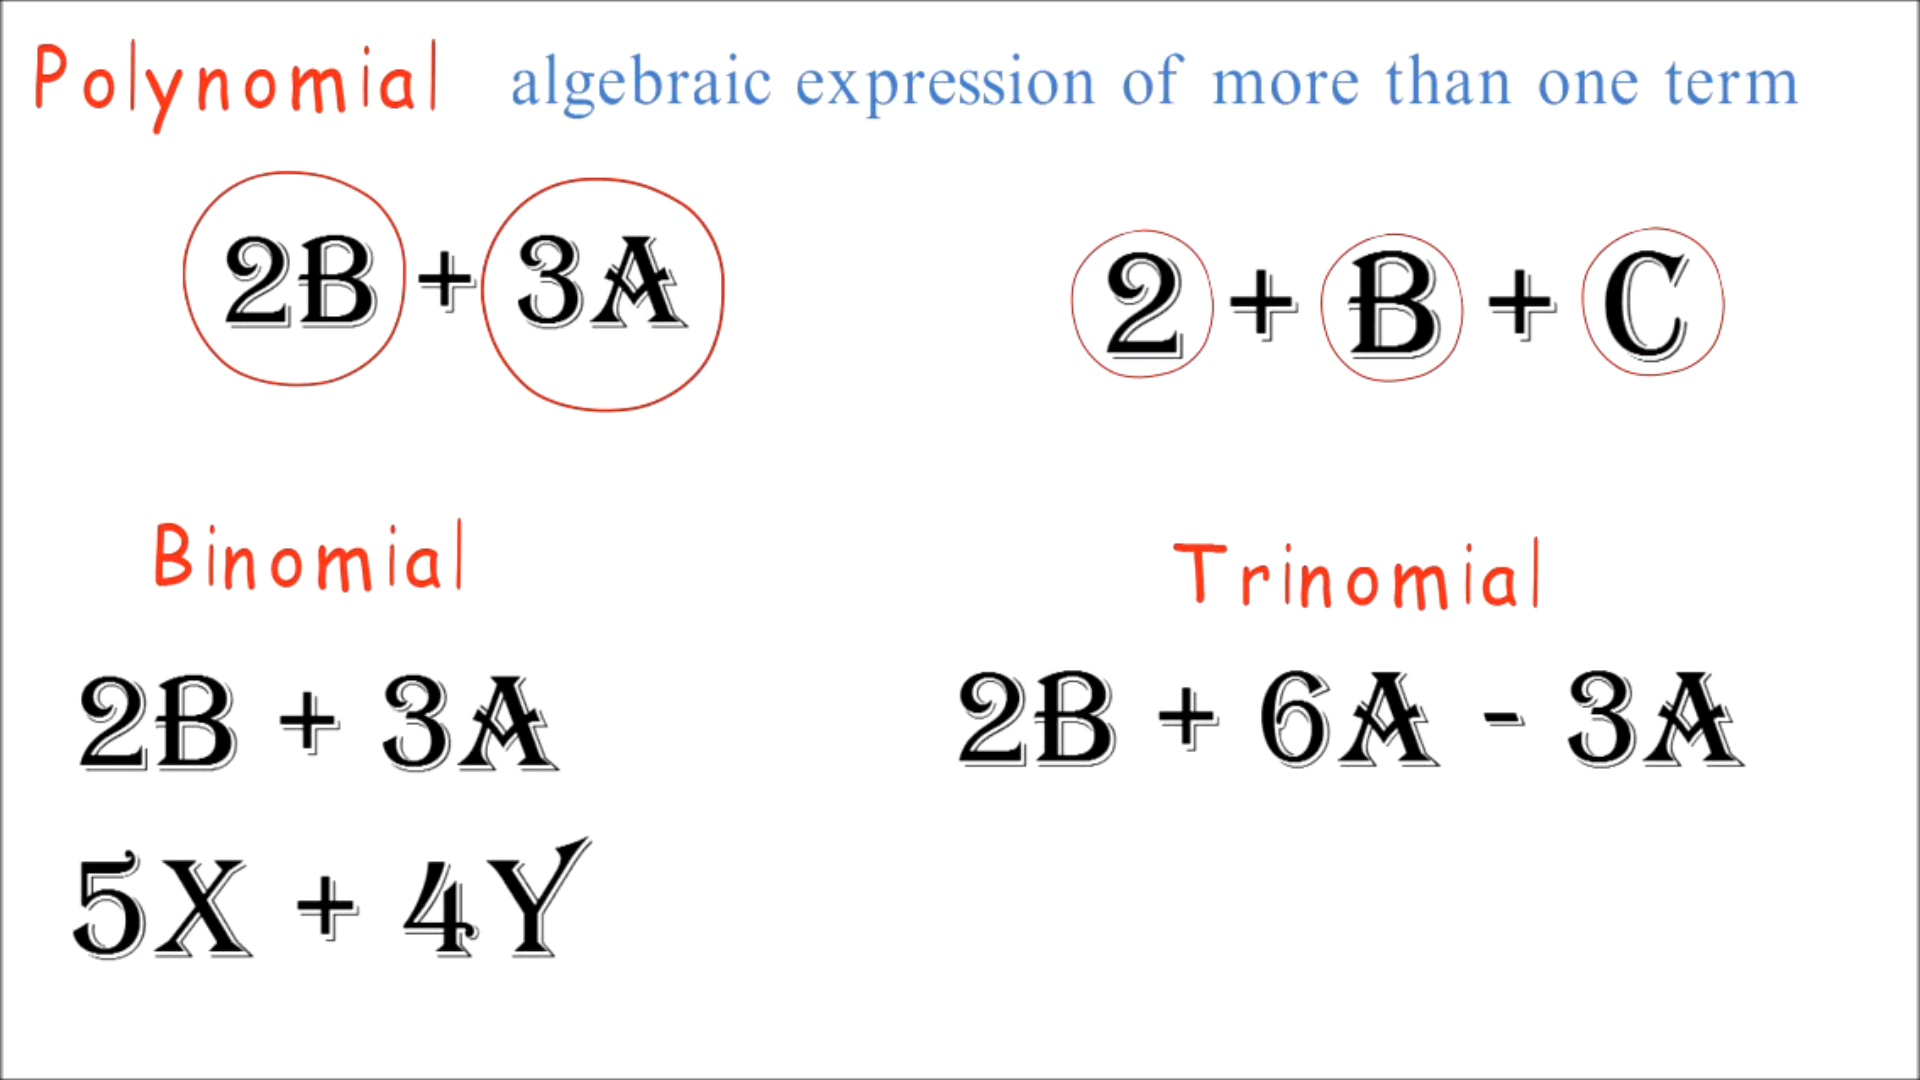 Polynomial algebraic expression of more than one term
2B + 3A
2 + B + C
Binomial
Trinomial
2B + 3A
2B + 6A - 3A
5X + 4Y